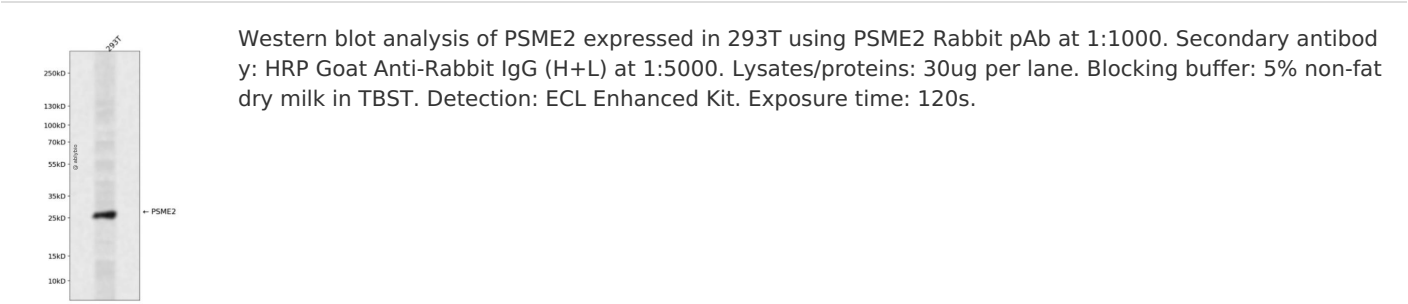 293T
Western blot analysis of PSME2 expressed in 293T using PSME2 Rabbit pAb at 1:1000. Secondary antibod
y: HRP Goat Anti-Rabbit IgG (H+L) at 1:5000. Lysates/proteins: 30ug per lane. Blocking buffer: 5% non-fat
dry milk in TBST. Detection: ECL Enhanced Kit. Exposure time: 120s.
250kD
130kD
100kD
70kD
55kD
35kD
← PSME2
25kD
15kD
10kD